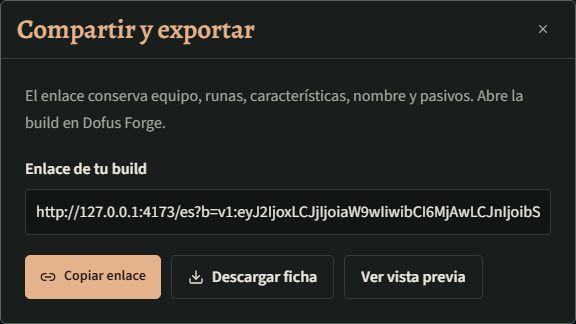 Compartir y exportar
El enlace conserva equipo, runas, características, nombre y pasivos. Abre la
build en Dofus Forge.
Enlace de tu build
http://127.0.0.1:4173/es?b=v1:eyJ2IjoxLCJjIjoiaW9wIiwibCI6MjAwLCJnIjoibS
Copiar enlace
Descargar ficha
Ver vista previa